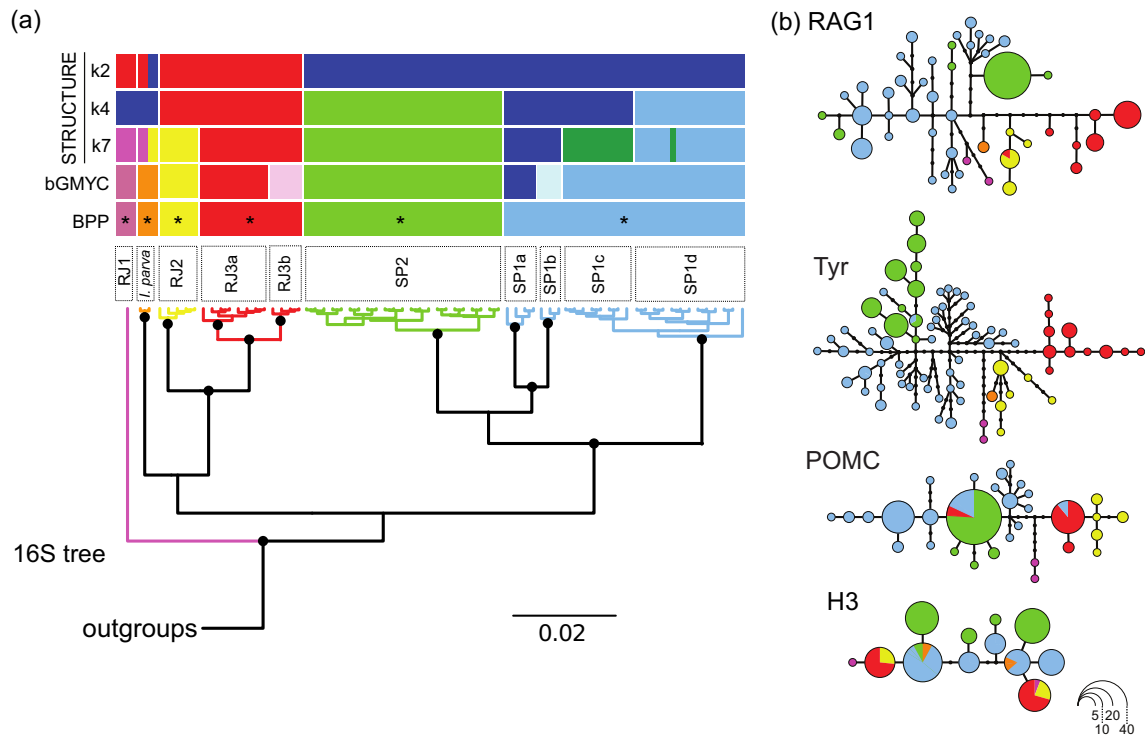 (a)
(b) RAG1
STRUCTURE
k2
k4
k7
bGMYC
BPP
* * * * * *
RJ1
I. parva
RJ2
RJ3a
RJ3b
SP2
SP1a
SP1b
SP1c
SP1d
16S tree
outgroups
0.02
Tyr
POMC
H3
5 20
10 40